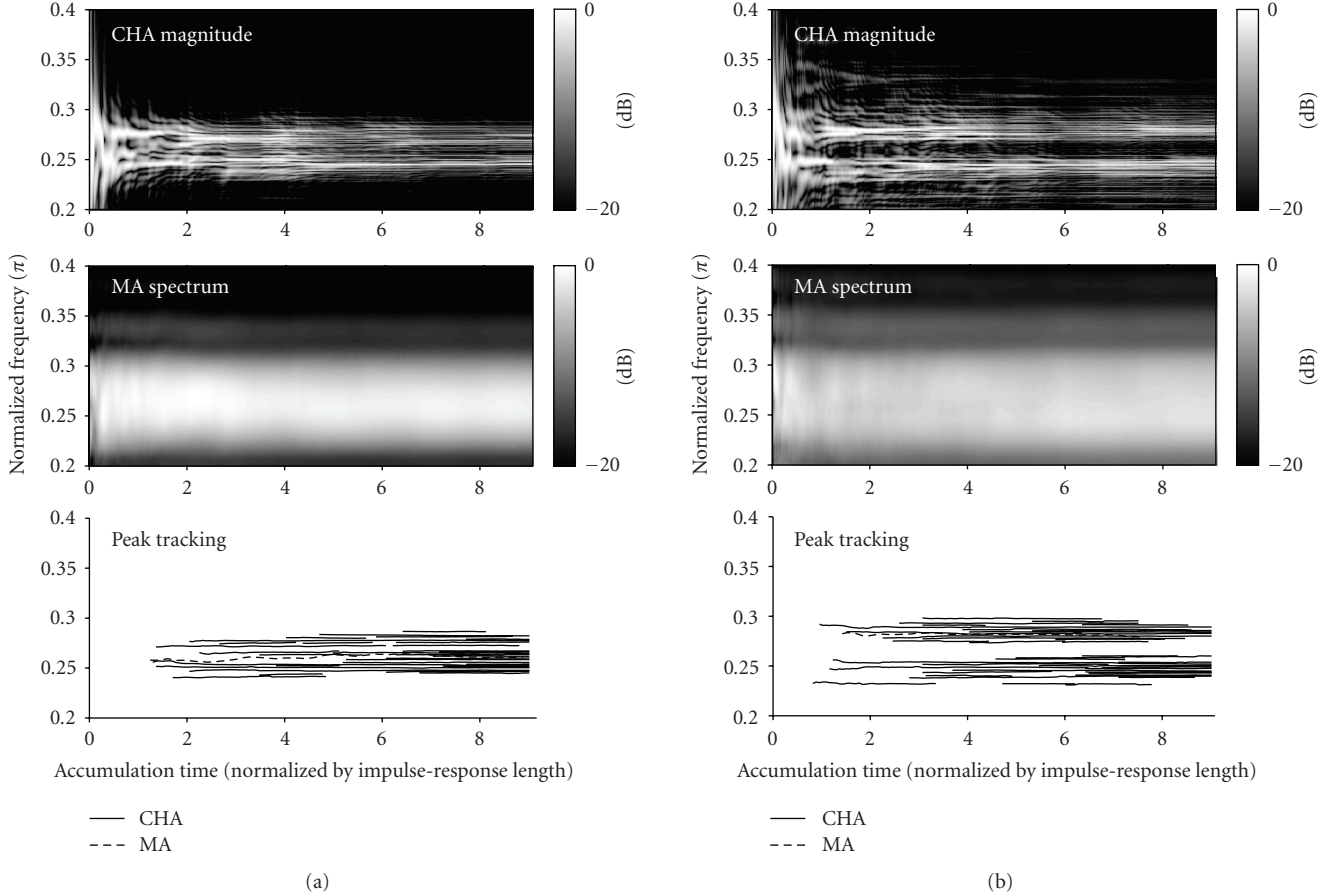 0.4
0.35
0.3
0.25
0.2
CHA magnitude
0 2 4 6 8
0
−20
(dB)
0.4
0.35
0.3
0.25
0.2
MA spectrum
0 2 4 6 8
0
−20
(dB)
Normalized frequency (π)
0.4
0.35
0.3
0.25
0.2
Peak tracking
0 2 4 6 8
Accumulation time (normalized by impulse-response length)
CHA
MA
(a)
0.4
0.35
0.3
0.25
0.2
CHA magnitude
0 2 4 6 8
0
−20
(dB)
0.4
0.35
0.3
0.25
0.2
MA spectrum
0 2 4 6 8
0
−20
(dB)
Normalized frequency (π)
0.4
0.35
0.3
0.25
0.2
Peak tracking
0 2 4 6 8
Accumulation time (normalized by impulse-response length)
CHA
MA
(b)